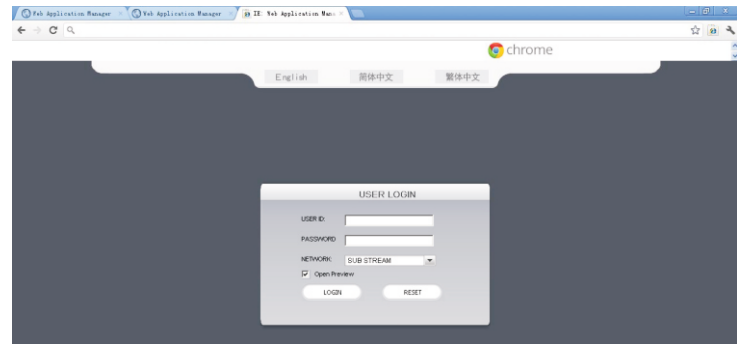 Web Application Manager Web Application Manager IE: Web Application Mana
chrome
English 简体中文 繁体中文
USER LOGIN
USER ID:
PASSWORD
NETWORK: SUB STREAM
Open Preview
LOGIN RESET